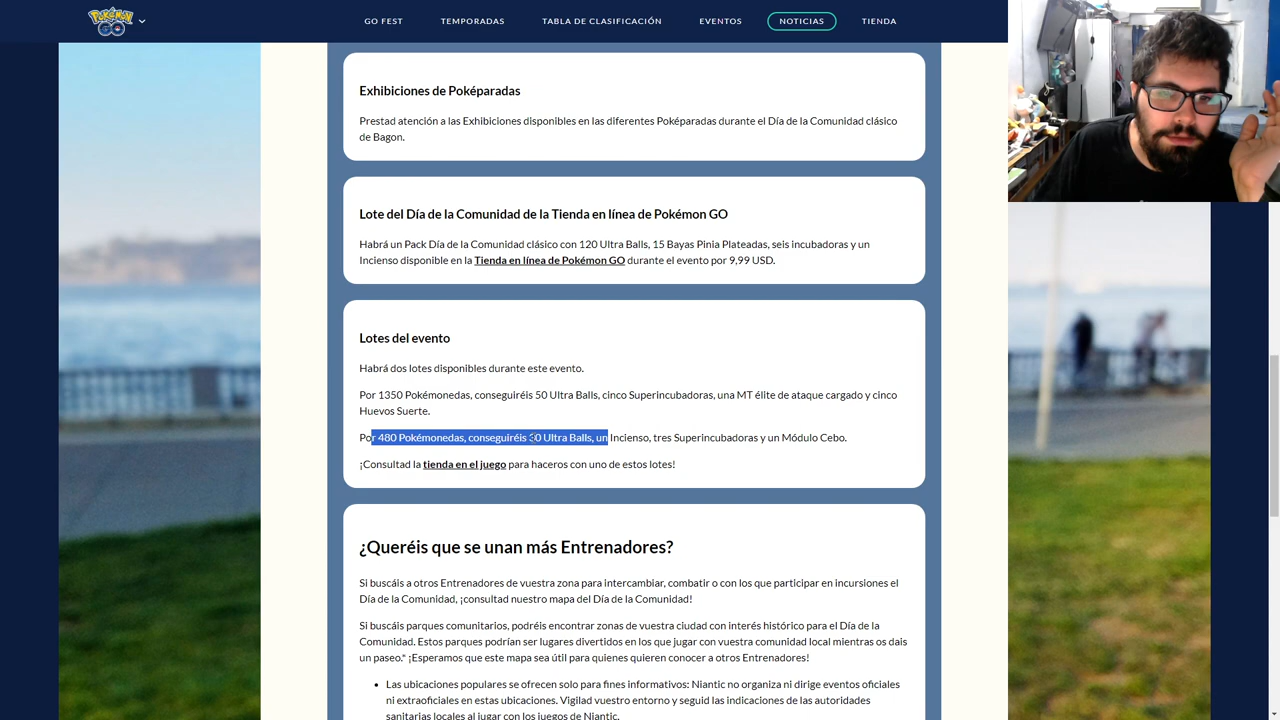 Pokémon GO
GO FEST
TEMPORADAS
TABLA DE CLASIFICACIÓN
EVENTOS
NOTICIAS
TIENDA
Exhibiciones de Poképaradas
Prestad atención a las Exhibiciones disponibles en las diferentes Poképaradas durante el Día de la Comunidad clásico
de Bagon.
Lote del Día de la Comunidad de la Tienda en línea de Pokémon GO
Habrá un Pack Día de la Comunidad clásico con 120 Ultra Balls, 15 Bayas Pinia Plateadas, seis incubadoras y un
Incienso disponible en la Tienda en línea de Pokémon GO durante el evento por 9,99 USD.
Lotes del evento
Habrá dos lotes disponibles durante este evento.
Por 1350 Pokémonedas, conseguiréis 50 Ultra Balls, cinco Superincubadoras, una MT élite de ataque cargado y cinco
Huevos Suerte.
Por 480 Pokémonedas, conseguiréis 30 Ultra Balls, un Incienso, tres Superincubadoras y un Módulo Cebo.
¡Consultad la tienda en el juego para haceros con uno de estos lotes!
¿Queréis que se unan más Entrenadores?
Si buscáis a otros Entrenadores de vuestra zona para intercambiar, combatir o con los que participar en incursiones el
Día de la Comunidad, ¡consultad nuestro mapa del Día de la Comunidad!
Si buscáis parques comunitarios, podréis encontrar zonas de vuestra ciudad con interés histórico para el Día de la
Comunidad. Estos parques podrían ser lugares divertidos en los que jugar con vuestra comunidad local mientras os dais
un paseo.* ¡Esperamos que este mapa sea útil para quienes quieren conocer a otros Entrenadores!
• Las ubicaciones populares se ofrecen solo para fines informativos: Niantic no organiza ni dirige eventos oficiales
ni extraoficiales en estas ubicaciones. Vigilad vuestro entorno y seguid las indicaciones de las autoridades
sanitarias locales al jugar con los juegos de Niantic.